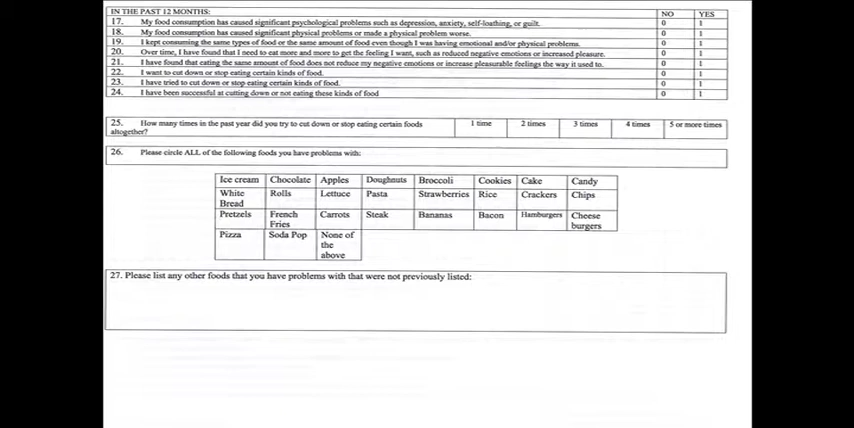 IN THE PAST 12 MONTHS: NO YES
17. My food consumption has caused significant psychological problems such as depression, anxiety, self-loathing, or guilt. 0 1
18. My food consumption has caused significant physical problems or made a physical problem worse. 0 1
19. I kept consuming the same types of food or the same amount of food even though I was having emotional and/or physical problems. 0 1
20. Over time, I have found that I need to eat more and more to get the feeling I want, such as reduced negative emotions or increased pleasure. 0 1
21. I have found that eating the same amount of food does not reduce my negative emotions or increase pleasurable feelings the way it used to. 0 1
22. I want to cut down or stop eating certain kinds of food. 0 1
23. I have tried to cut down or stop eating certain kinds of food. 0 1
24. I have been successful at cutting down or not eating these kinds of food 0 1
25. How many times in the past year did you try to cut down or stop eating certain foods 1 time 2 times 3 times 4 times 5 or more times
altogether?
26. Please circle ALL of the following foods you have problems with:
Ice cream Chocolate Apples Doughnuts Broccoli Cookies Cake Candy
White Rolls Lettuce Pasta Strawberries Rice Crackers Chips
Bread
Pretzels French Carrots Steak Bananas Bacon Hamburgers Cheese
Fries burgers
Pizza Soda Pop None of
the
above
27. Please list any other foods that you have problems with that were not previously listed: